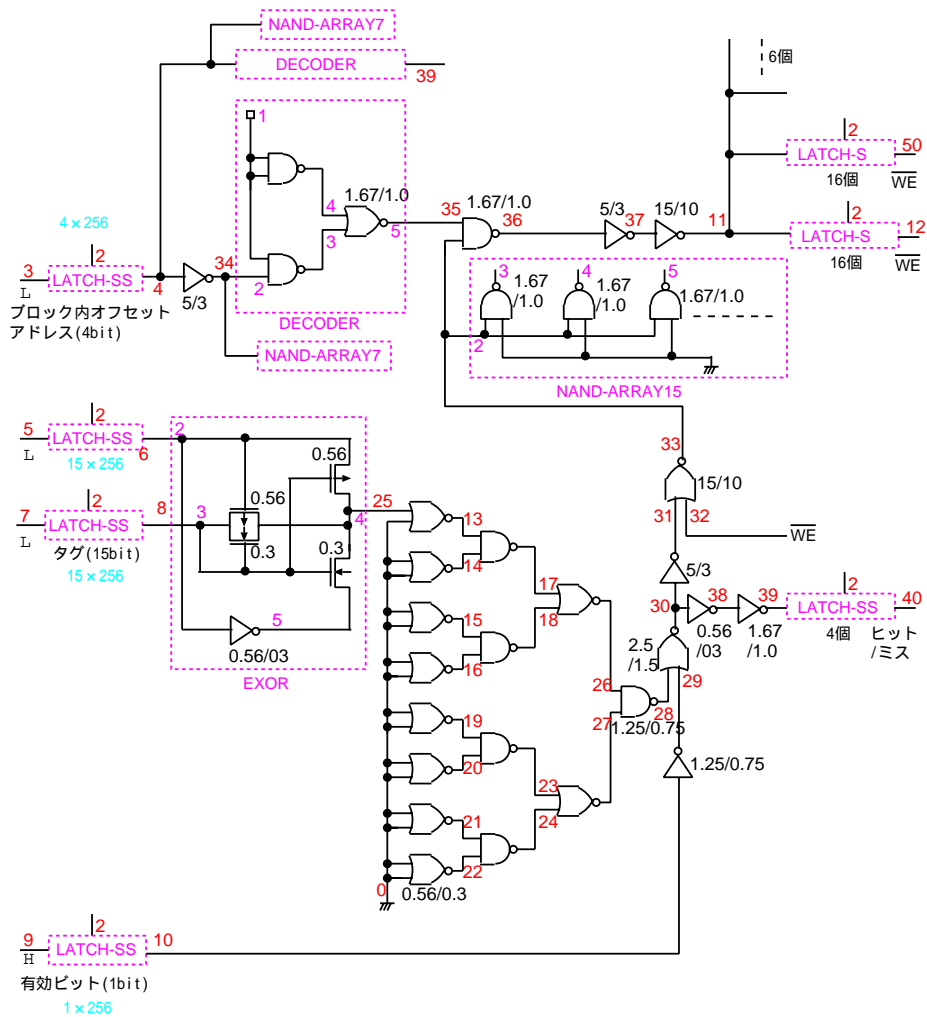 NAND-ARRAY7
DECODER
39
6個
DECODER
1
2
LATCH-S
50
16個
WE
1.67/1.0
4
3
5
35
1.67/1.0
36
5/3
37
15/10
11
2
LATCH-S
12
16個
WE
4×256
2
3
LATCH-SS
L
4
34
5/3
2
ブロック内オフセット
アドレス(4bit)
DECODER
NAND-ARRAY7
3
1.67
/1.0
4
1.67
/1.0
5
1.67/1.0
2
NAND-ARRAY15
2
5
LATCH-SS
L
6
15×256
2
7
LATCH-SS
L
8
タグ(15bit)
15×256
2
3
0.56
0.3
0.56
0.3
4
5
0.56/03
EXOR
25
13
14
15
16
17
18
19
20
21
22
23
24
0
0.56/0.3
26
27
1.25/0.75
28
29
2.5
/1.5
30
5/3
31
32
33
15/10
WE
38
0.56
/03
39
1.67
/1.0
2
LATCH-SS
40
4個
ヒット
/ミス
1.25/0.75
2
9
LATCH-SS
H
10
有効ビット(1bit)
1×256